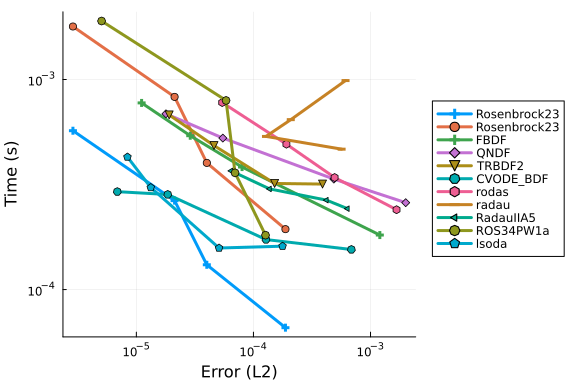 10⁻³
10⁻⁴
Time (s)
10⁻⁵
10⁻⁴
10⁻³
Error (L2)
Rosenbrock23
Rosenbrock23
FBDF
QNDF
TRBDF2
CVODE_BDF
rodas
radau
RadauIIA5
ROS34PW1a
lsoda